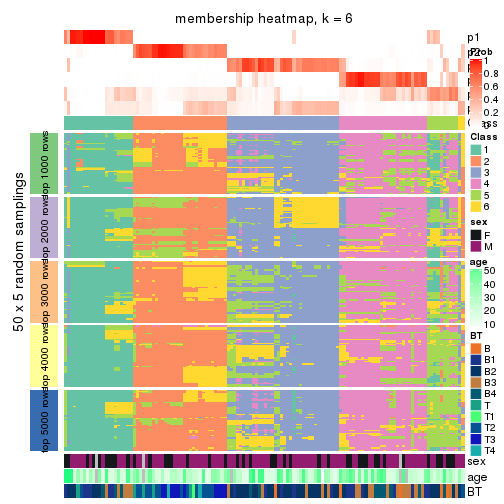 membership heatmap, k = 6
p1
p2
Prob
1
0.8
0.6
0.4
0.2
0
Class
Class
1
2
3
4
5
6
sex
F
M
age
50
40
30
20
10
BT
B
B1
B2
B3
B4
T
T1
T2
T3
T4
50 x 5 random samplings
top 1000 rows
top 2000 rows
top 3000 rows
top 4000 rows
top 5000 rows
sex
age
BT